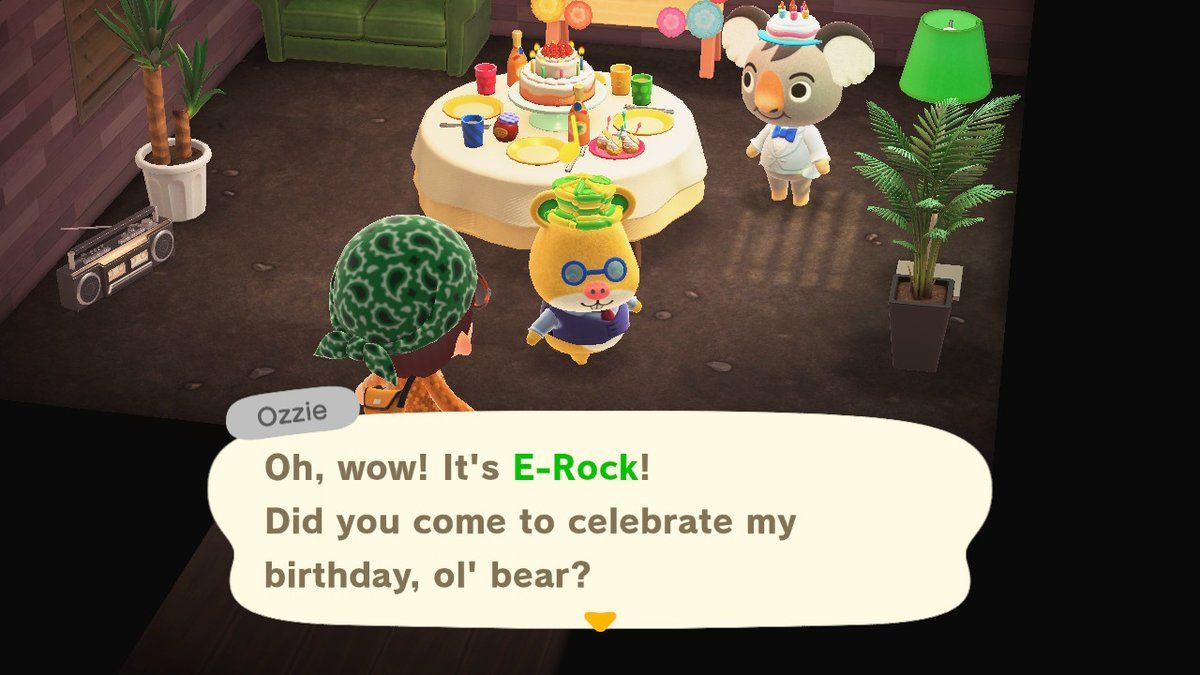 Ozzie
Oh, wow! It's E-Rock!
Did you come to celebrate my
birthday, ol' bear?